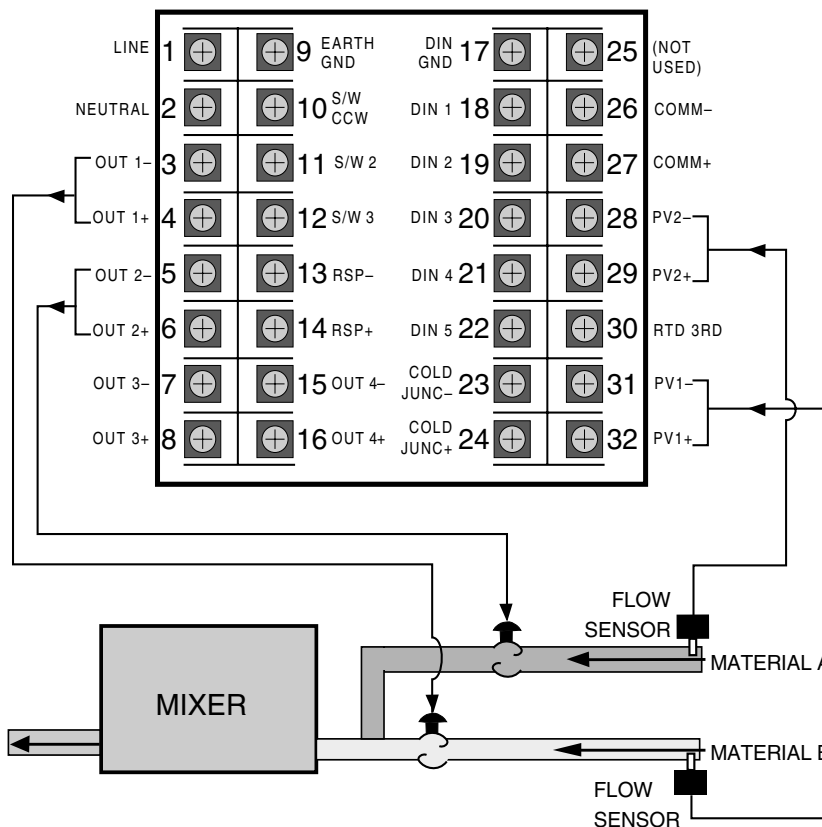 LINE 1 9 EARTH GND DIN GND 17 25 (NOT USED)
NEUTRAL 2 10 S/W CCW DIN 1 18 26 COMM–
OUT 1– 3 11 S/W 2 DIN 2 19 27 COMM+
OUT 1+ 4 12 S/W 3 DIN 3 20 28 PV2–
OUT 2– 5 13 RSP– DIN 4 21 29 PV2+
OUT 2+ 6 14 RSP+ DIN 5 22 30 RTD 3RD
OUT 3– 7 15 OUT 4– COLD JUNC– 23 31 PV1–
OUT 3+ 8 16 OUT 4+ COLD JUNC+ 24 32 PV1+
FLOW
SENSOR
MATERIAL A
MIXER
MATERIAL B
FLOW
SENSOR